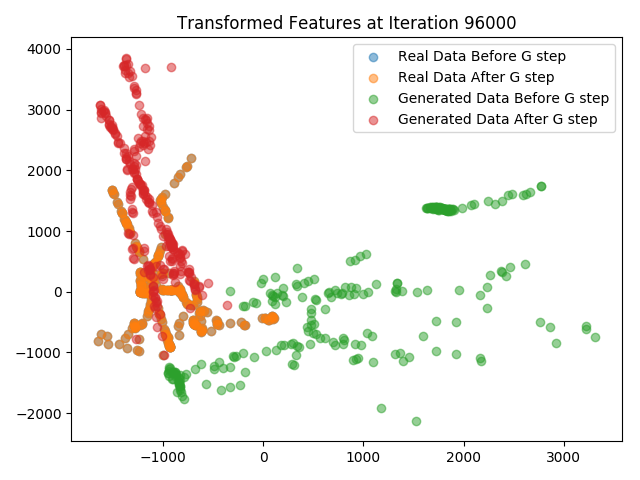 Transformed Features at Iteration 96000
Real Data Before G step
Real Data After G step
Generated Data Before G step
Generated Data After G step
4000
3000
2000
1000
0
−1000
−2000
−1000 0 1000 2000 3000